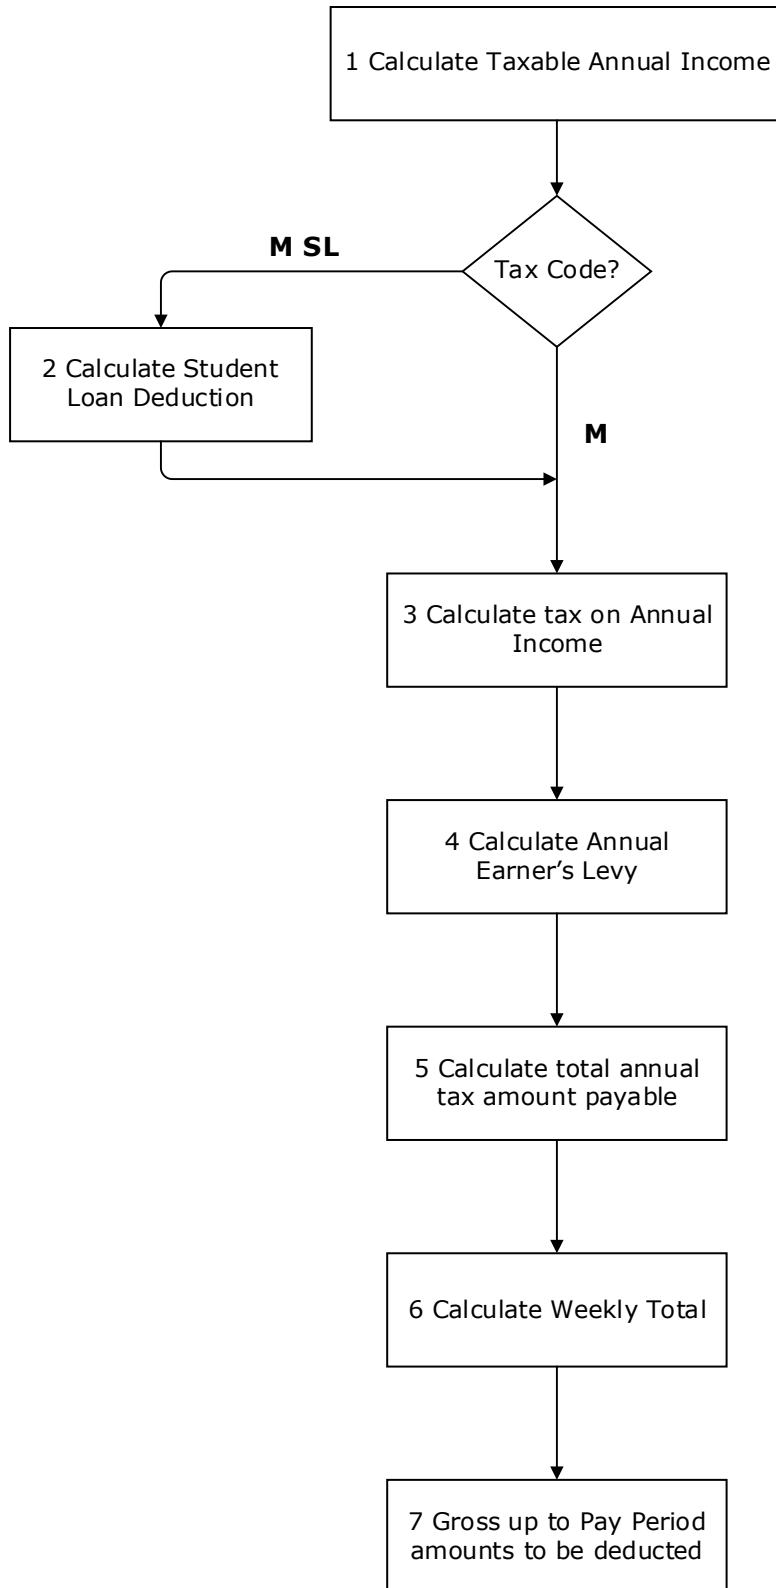 1 Calculate Taxable Annual Income
Tax Code?
M SL
2 Calculate Student
Loan Deduction
M
3 Calculate tax on Annual
Income
4 Calculate Annual
Earner’s Levy
5 Calculate total annual
tax amount payable
6 Calculate Weekly Total
7 Gross up to Pay Period
amounts to be deducted